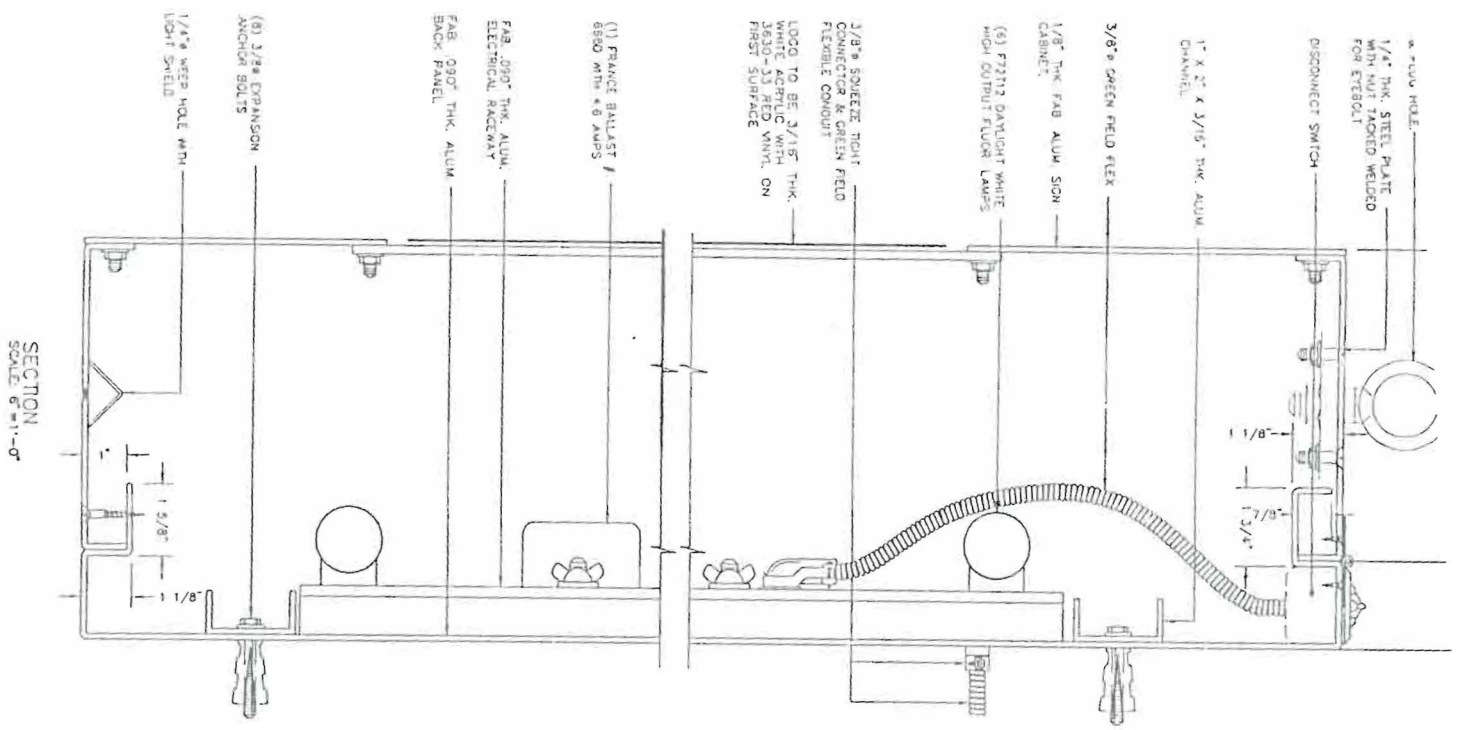 PLUG HOLE
1/4" THK. STEEL PLATE
WITH NUT TACKED WELDED
FOR EYEBOLT
DISCONNECT SWITCH
1" X 2" X 3/16" THK. ALUM.
CHANNEL
3/8"ø GREEN FIELD FLEX
1/8" THK FAB ALUM SIGN
CABINET.
(6) F72T12 DAYLIGHT WHITE
HIGH OUTPUT FLUOR LAMPS
3/8"ø SQUEEZE TIGHT
CONNECTOR & GREEN FIELD
FLEXIBLE CONDUIT
LOGO TO BE 3/16" THK.
WHITE ACRYLIC WITH
3630-33 RED VINYL ON
FIRST SURFACE
(1) FRANCE BALLAST #
WITH 4.6 AMPS
FAB .090" THK. ALUM.
ELECTRICAL RACEWAY
FAB .090" THK. ALUM
BACK PANEL
(8) 3/8ø EXPANSION
ANCHOR BOLTS
1/4"ø WEEP HOLE WITH
LIGHT SHIELD
1 1/8"
7/8"
1 3/4"
1"
1 5/8"
1 1/8"
SECTION
SCALE: 6"=1'-0"